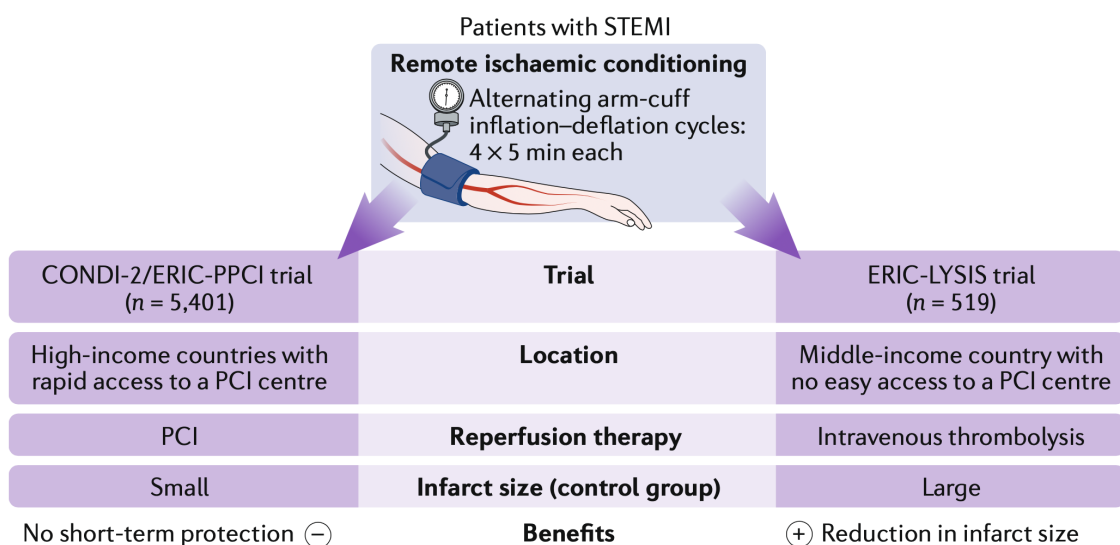 Patients with STEMI
Remote ischaemic conditioning
Alternating arm-cuff
inflation–deflation cycles:
4 × 5 min each
CONDI-2/ERIC-PPCI trial
(n = 5,401)
Trial
ERIC-LYSIS trial
(n = 519)
High-income countries with
rapid access to a PCI centre
Location
Middle-income country with
no easy access to a PCI centre
PCI
Reperfusion therapy
Intravenous thrombolysis
Small
Infarct size (control group)
Large
No short-term protection −
Benefits
+ Reduction in infarct size